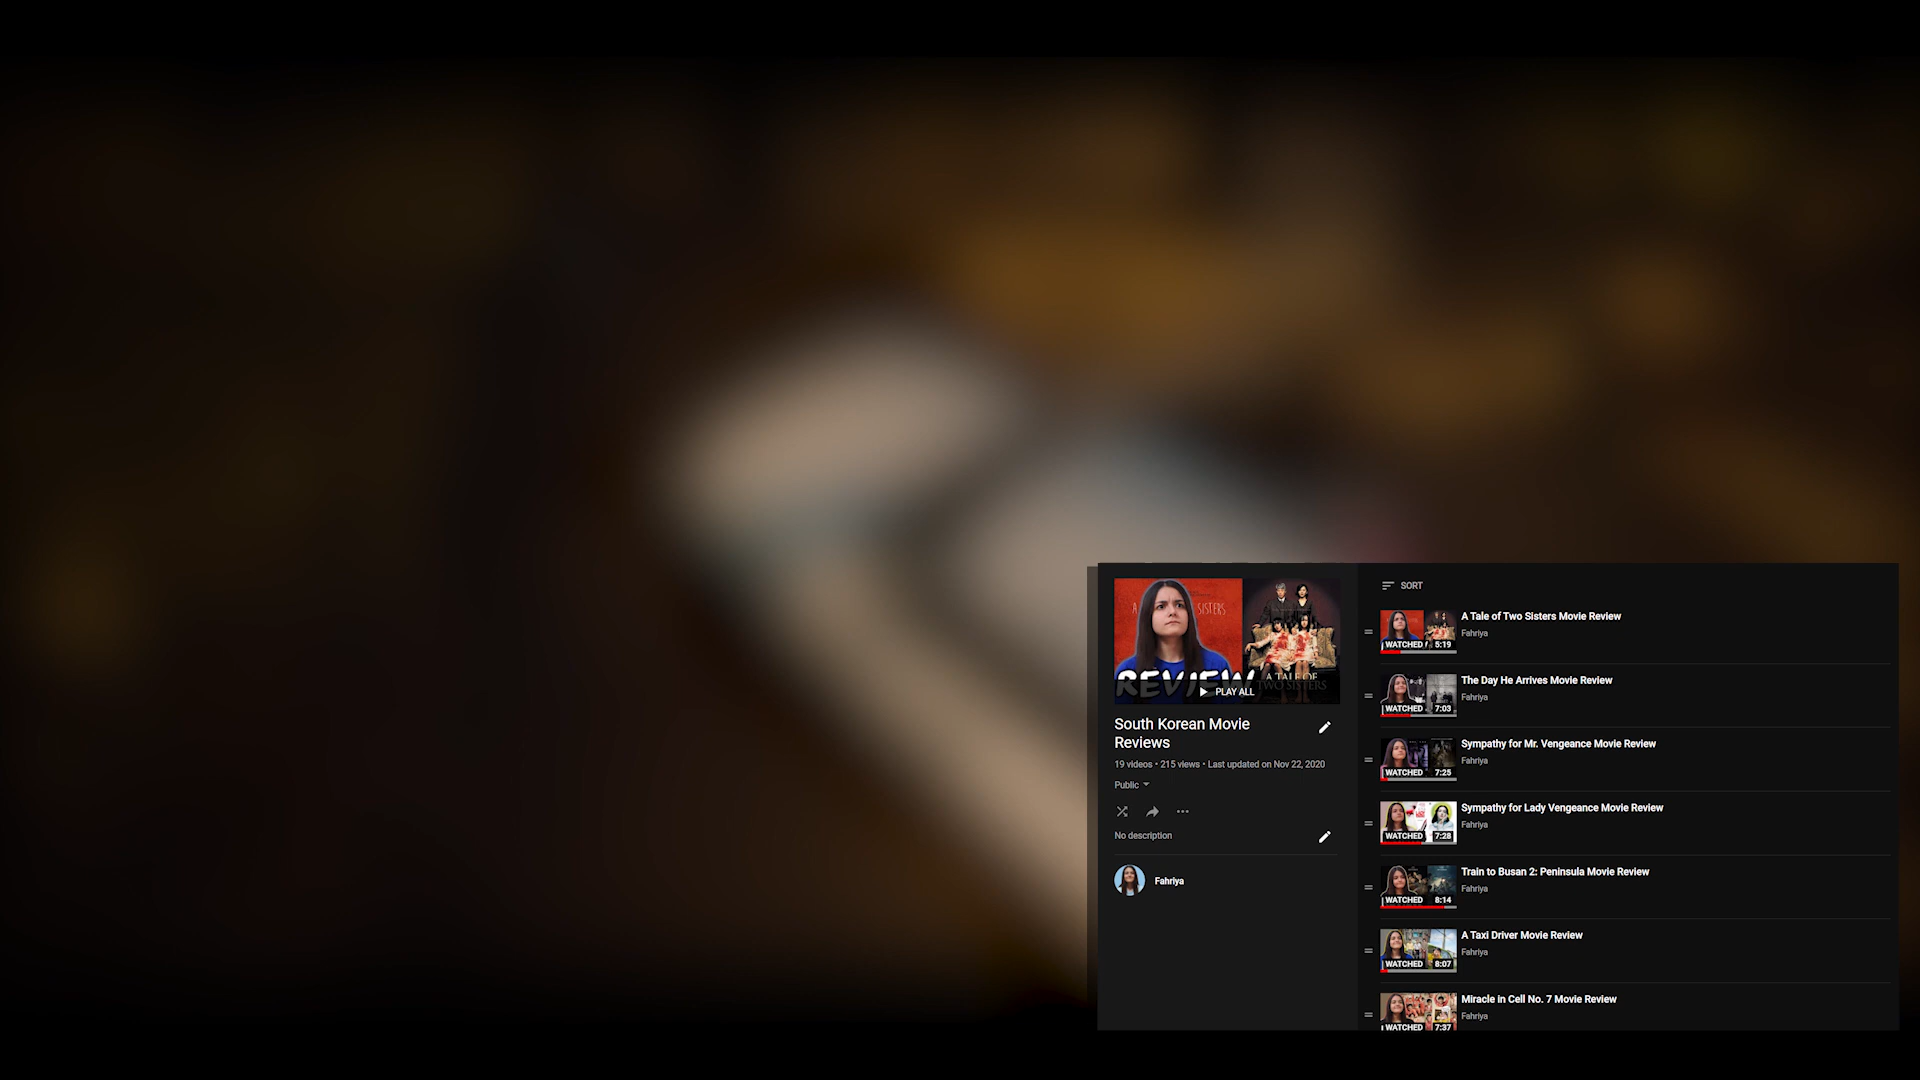 A SISTERS
REVIEW
A TALE OF
TWO SISTERS
PLAY ALL
South Korean Movie
Reviews
19 videos • 215 views • Last updated on Nov 22, 2020
Public
No description
Fahriya
SORT
WATCHED 5:19
A Tale of Two Sisters Movie Review
Fahriya
WATCHED 7:03
The Day He Arrives Movie Review
Fahriya
WATCHED 7:25
Sympathy for Mr. Vengeance Movie Review
Fahriya
WATCHED 7:28
Sympathy for Lady Vengeance Movie Review
Fahriya
WATCHED 8:14
Train to Busan 2: Peninsula Movie Review
Fahriya
WATCHED 8:07
A Taxi Driver Movie Review
Fahriya
WATCHED 7:37
Miracle in Cell No. 7 Movie Review
Fahriya